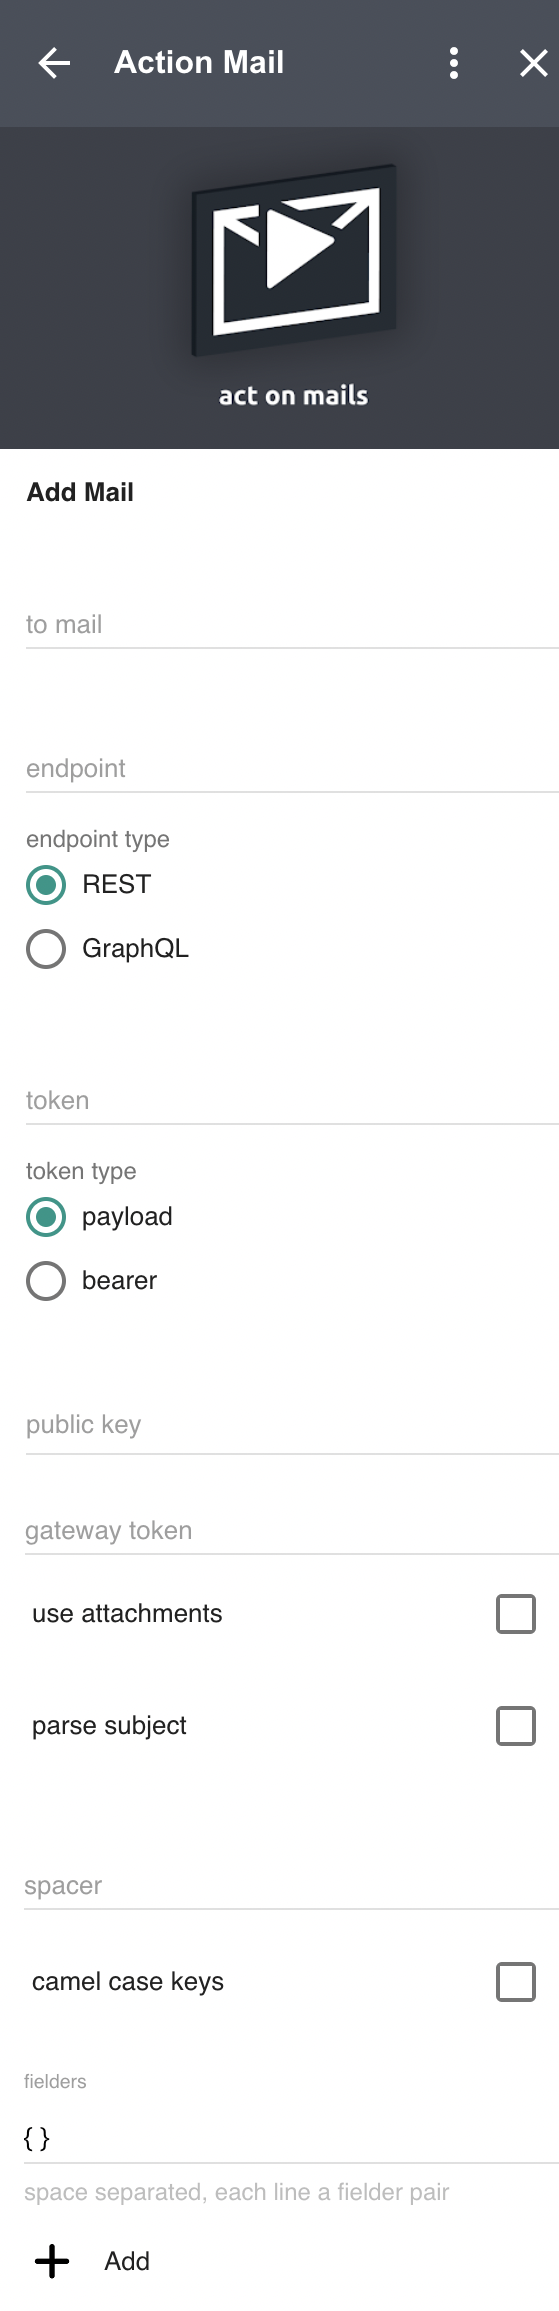 Action Mail
act on mails
Add Mail
to mail
endpoint
endpoint type
REST
GraphQL
token
token type
payload
bearer
public key
gateway token
use attachments
parse subject
spacer
camel case keys
fielders
{ }
space separated, each line a fielder pair
Add